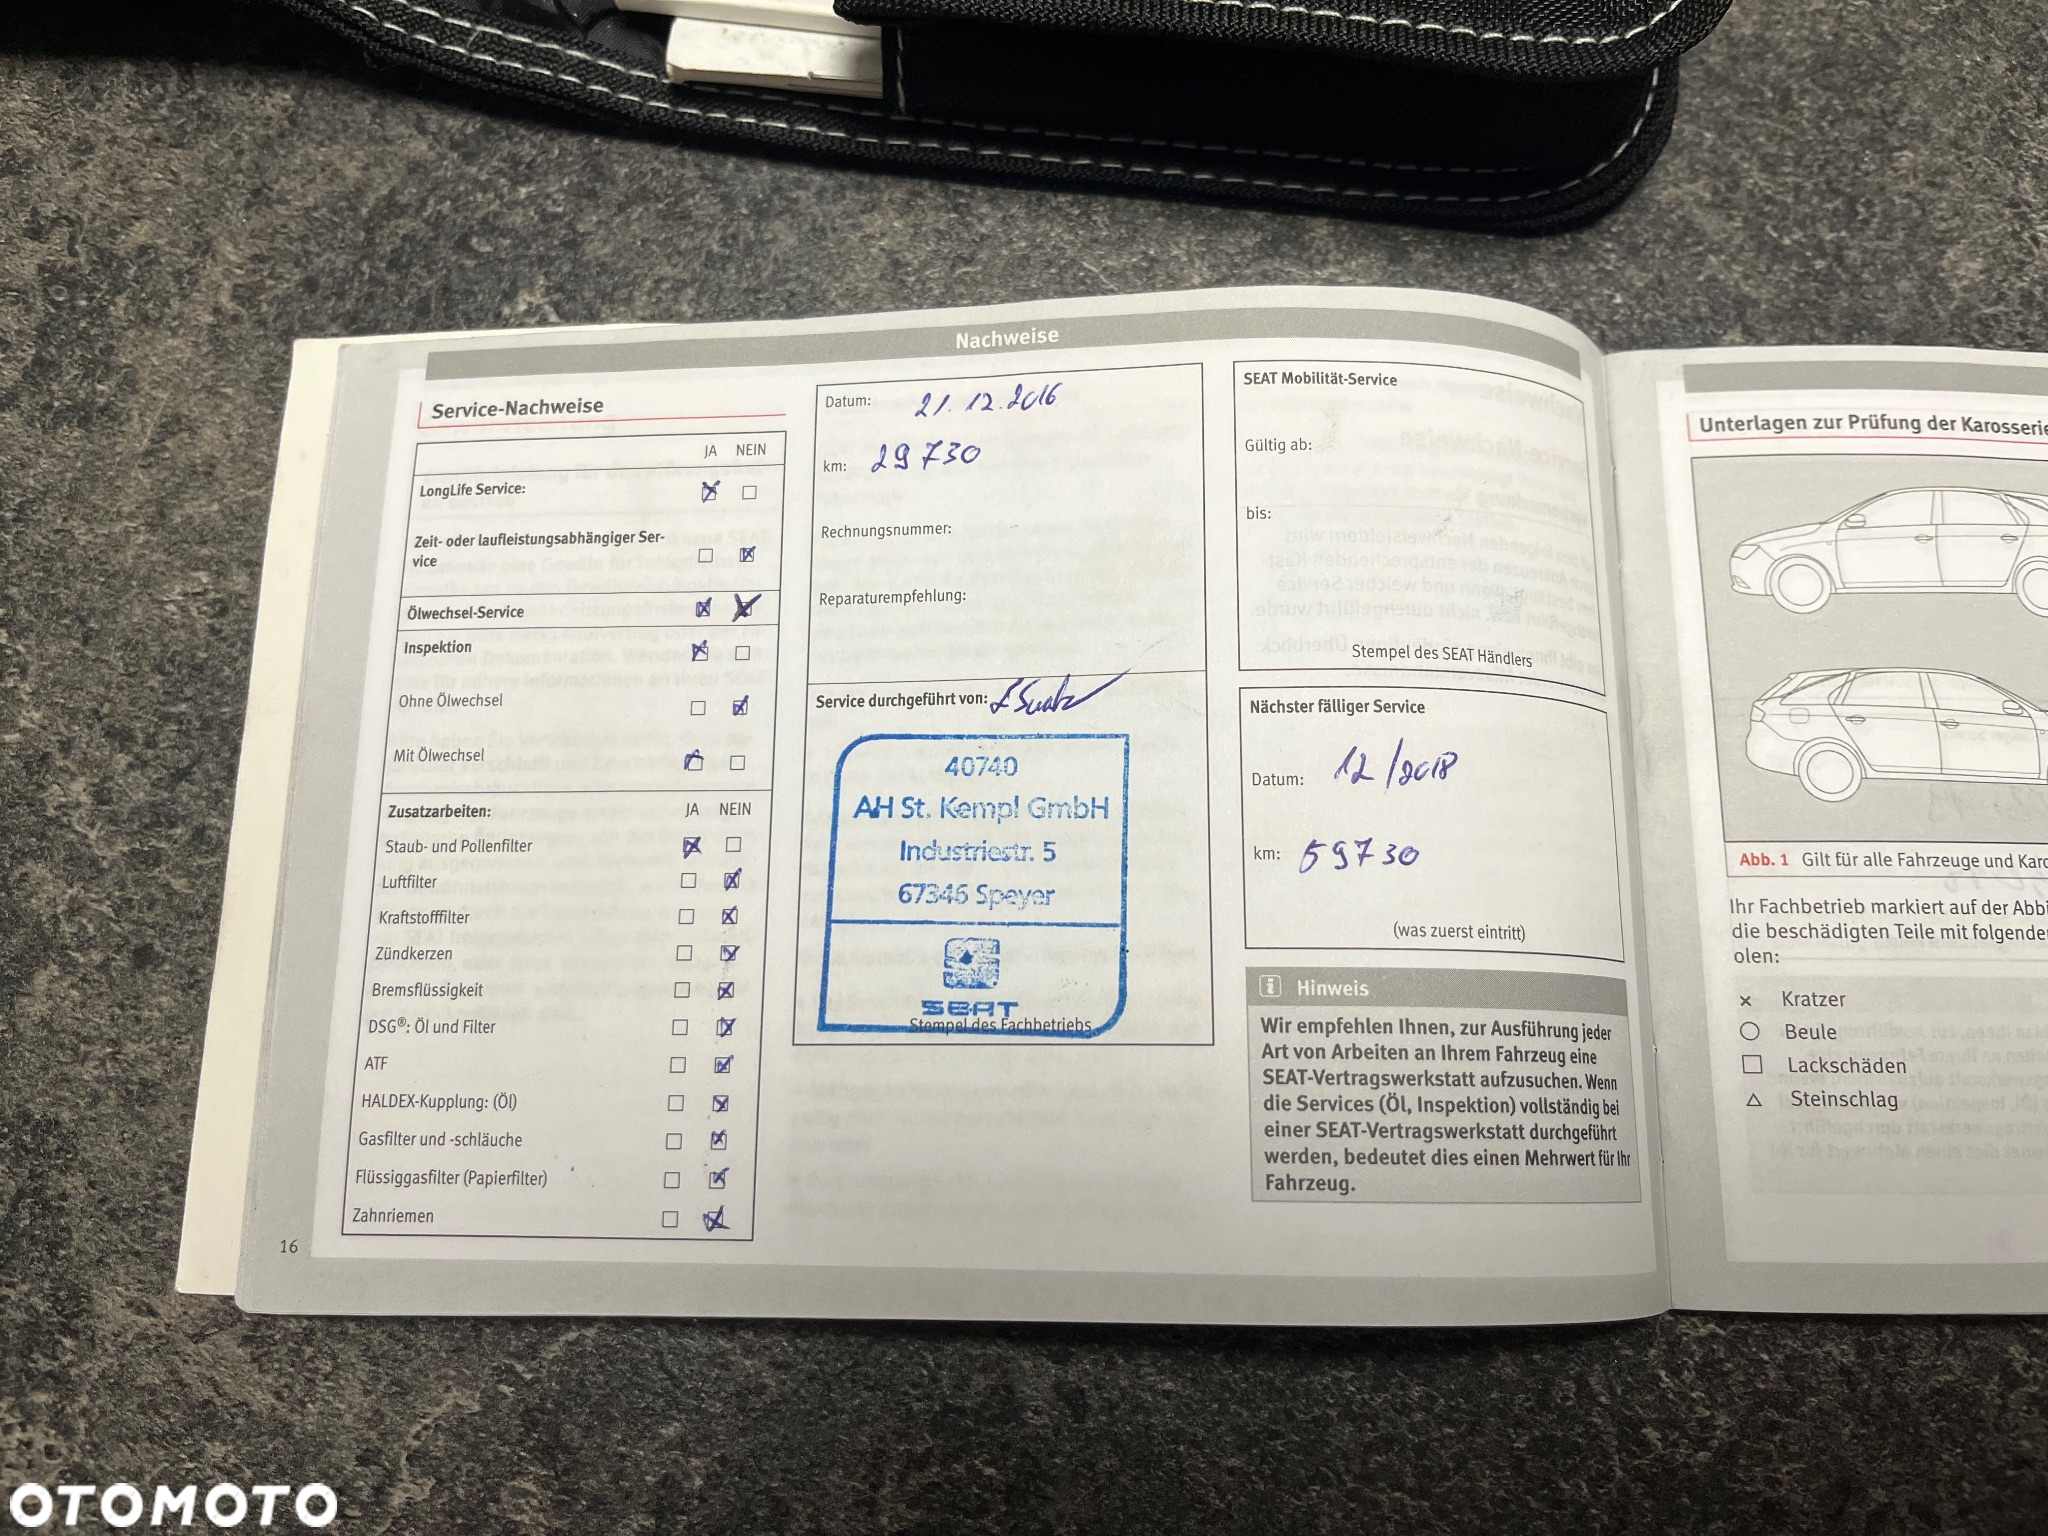 Nachweise
Service-Nachweise
JA NEIN
LongLife Service:
Zeit- oder laufleistungsabhängiger Ser-
vice
Ölwechsel-Service
Inspektion
Ohne Ölwechsel
Mit Ölwechsel
Zusatzarbeiten: JA NEIN
Staub- und Pollenfilter
Luftfilter
Kraftstofffilter
Zündkerzen
Bremsflüssigkeit
DSG®: Öl und Filter
ATF
HALDEX-Kupplung: (Öl)
Gasfilter und -schläuche
Flüssiggasfilter (Papierfilter)
Zahnriemen
16
Datum: 21.12.2016
km: 29730
Rechnungsnummer:
Reparaturempfehlung:
Service durchgeführt von:
40740
AH St. Kempl GmbH
Industriestr. 5
67346 Speyer
SEAT
Stempel des Fachbetriebs
SEAT Mobilität-Service
Gültig ab:
bis:
Stempel des SEAT Händlers
Nächster fälliger Service
Datum: 12/2018
km: 59730
(was zuerst eintritt)
i Hinweis
Wir empfehlen Ihnen, zur Ausführung jeder
Art von Arbeiten an Ihrem Fahrzeug eine
SEAT-Vertragswerkstatt aufzusuchen. Wenn
die Services (Öl, Inspektion) vollständig bei
einer SEAT-Vertragswerkstatt durchgeführt
werden, bedeutet dies einen Mehrwert für Ihr
Fahrzeug.
Unterlagen zur Prüfung der Karosserie
Abb. 1 Gilt für alle Fahrzeuge und Karo
Ihr Fachbetrieb markiert auf der Abbi
die beschädigten Teile mit folgende
olen:
Kratzer
Beule
Lackschäden
Steinschlag
OTOMOTO